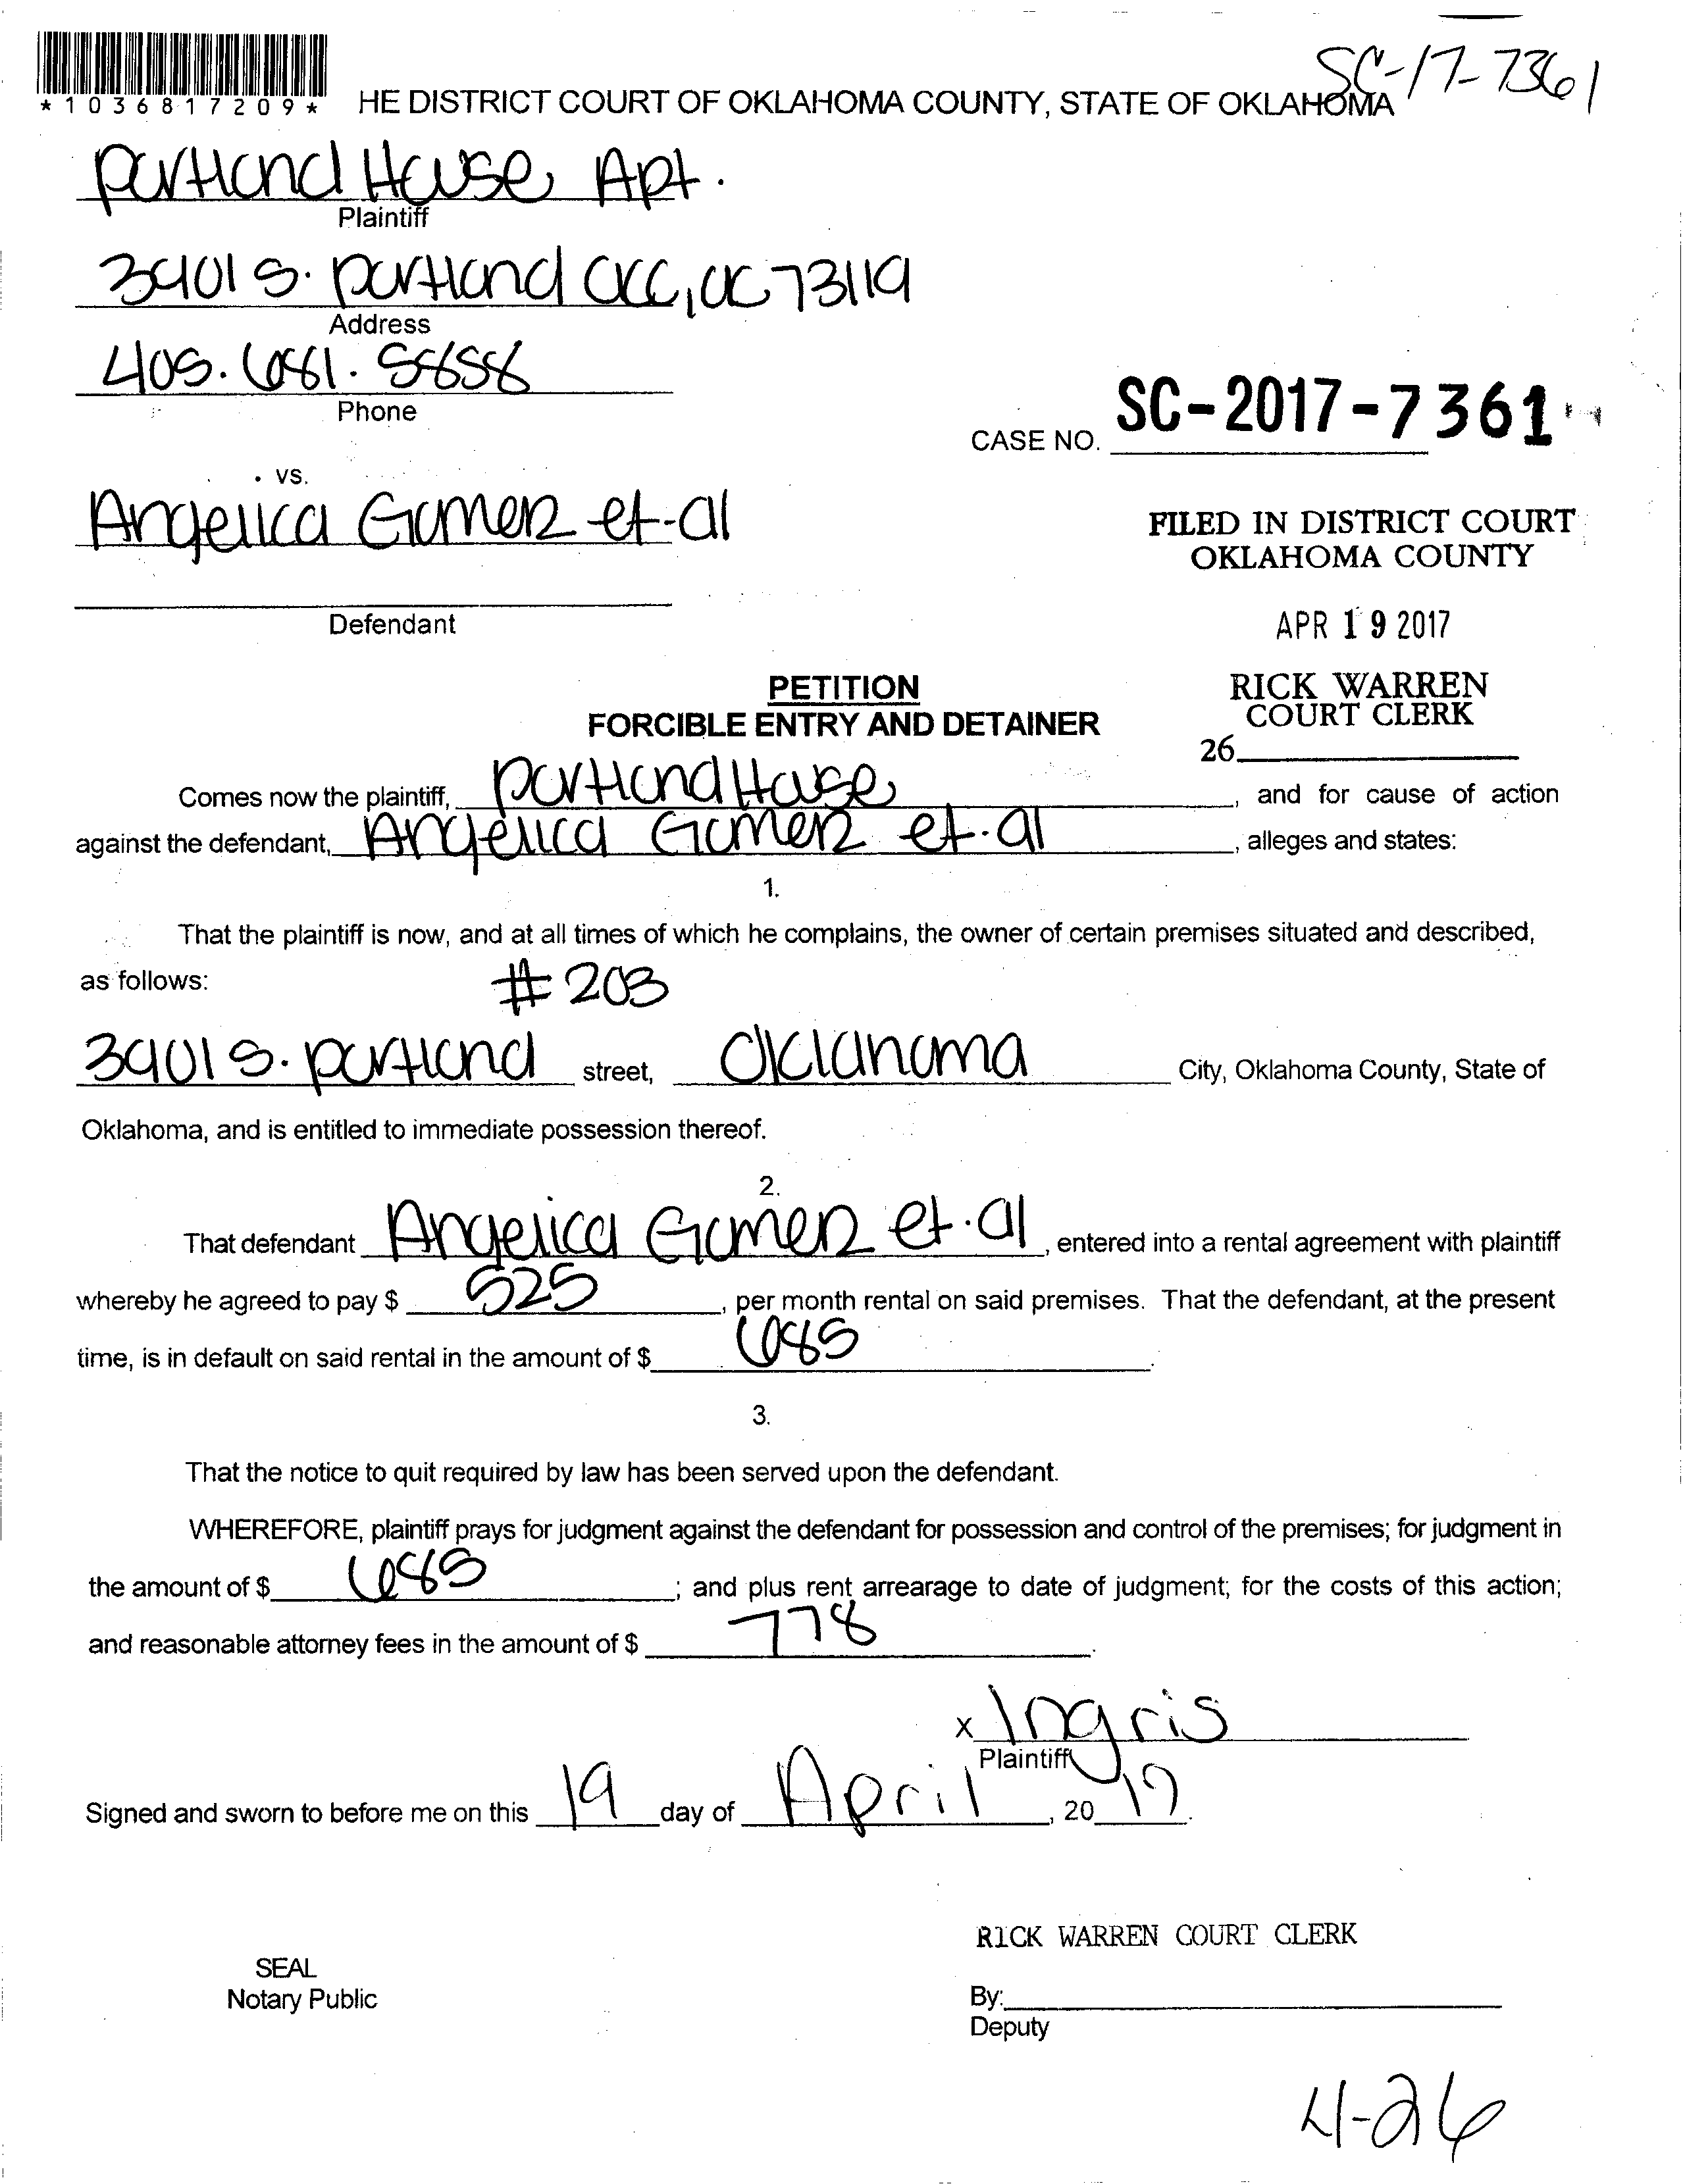 SC-17-7361
*1036817209* HE DISTRICT COURT OF OKLAHOMA COUNTY, STATE OF OKLAHOMA
Portland House Apt.
Plaintiff
3901 S. Portland OKC, OK 73119
Address
405.681.5858
Phone
CASE NO. SC-2017-7361
vs.
Angelica Gamez et-al
Defendant
FILED IN DISTRICT COURT
OKLAHOMA COUNTY
APR 19 2017
RICK WARREN
COURT CLERK
26
PETITION
FORCIBLE ENTRY AND DETAINER
Comes now the plaintiff, Portland House, and for cause of action
against the defendant, Angelica Gamez et.al, alleges and states:
1.
That the plaintiff is now, and at all times of which he complains, the owner of certain premises situated and described,
as follows: #203
3901 S. Portland street, Oklahoma City, Oklahoma County, State of
Oklahoma, and is entitled to immediate possession thereof.
2.
That defendant Angelica Gamez et.al, entered into a rental agreement with plaintiff
whereby he agreed to pay $ 525, per month rental on said premises. That the defendant, at the present
time, is in default on said rental in the amount of $ 685.
3.
That the notice to quit required by law has been served upon the defendant.
WHEREFORE, plaintiff prays for judgment against the defendant for possession and control of the premises; for judgment in
the amount of $ 685; and plus rent arrearage to date of judgment; for the costs of this action;
and reasonable attorney fees in the amount of $ 778.
x Ingris
Plaintiff
Signed and sworn to before me on this 19 day of April, 2017.
RICK WARREN COURT CLERK
SEAL
Notary Public
By:
Deputy
4-26